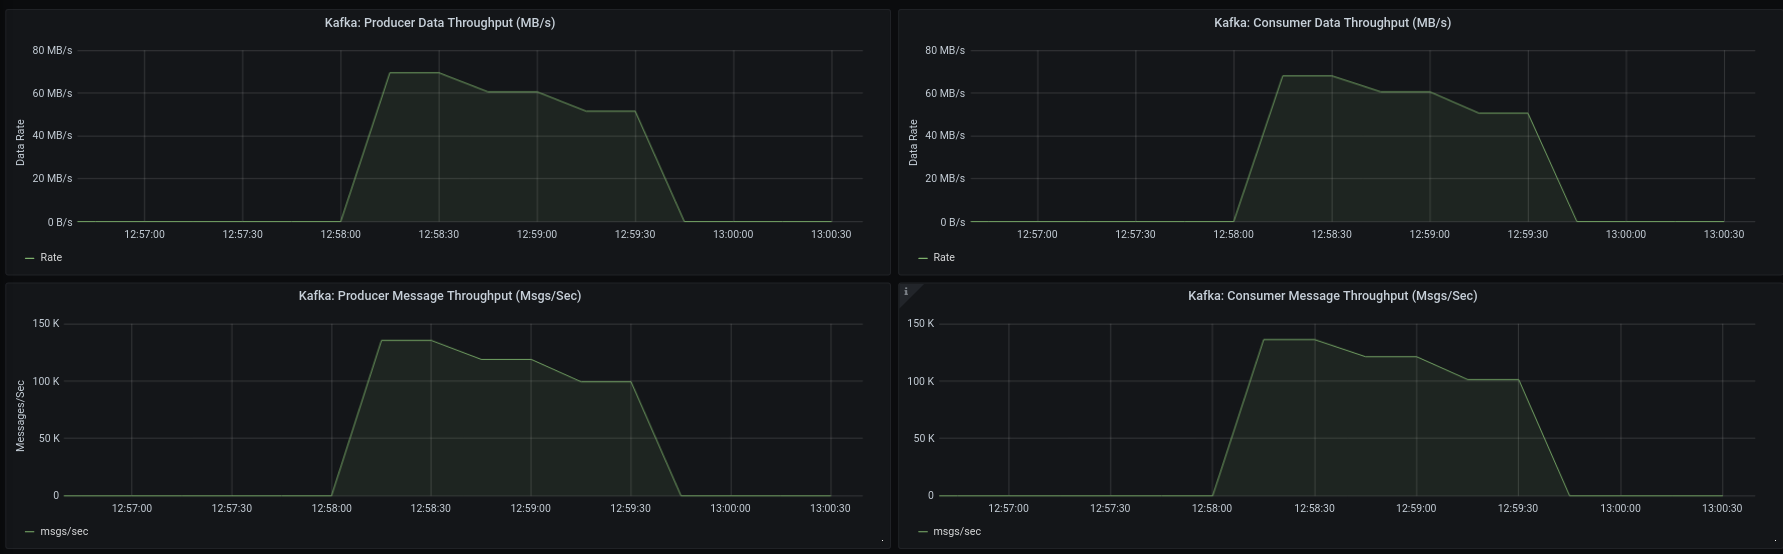 Kafka: Producer Data Throughput (MB/s)
80 MB/s
60 MB/s
40 MB/s
20 MB/s
0 B/s
Data Rate
12:57:00 12:57:30 12:58:00 12:58:30 12:59:00 12:59:30 13:00:00 13:00:30
Rate
Kafka: Consumer Data Throughput (MB/s)
80 MB/s
60 MB/s
40 MB/s
20 MB/s
0 B/s
Data Rate
12:57:00 12:57:30 12:58:00 12:58:30 12:59:00 12:59:30 13:00:00 13:00:30
Rate
Kafka: Producer Message Throughput (Msgs/Sec)
150 K
100 K
50 K
0
Messages/Sec
12:57:00 12:57:30 12:58:00 12:58:30 12:59:00 12:59:30 13:00:00 13:00:30
msgs/sec
i
Kafka: Consumer Message Throughput (Msgs/Sec)
150 K
100 K
50 K
0
12:57:00 12:57:30 12:58:00 12:58:30 12:59:00 12:59:30 13:00:00 13:00:30
msgs/sec